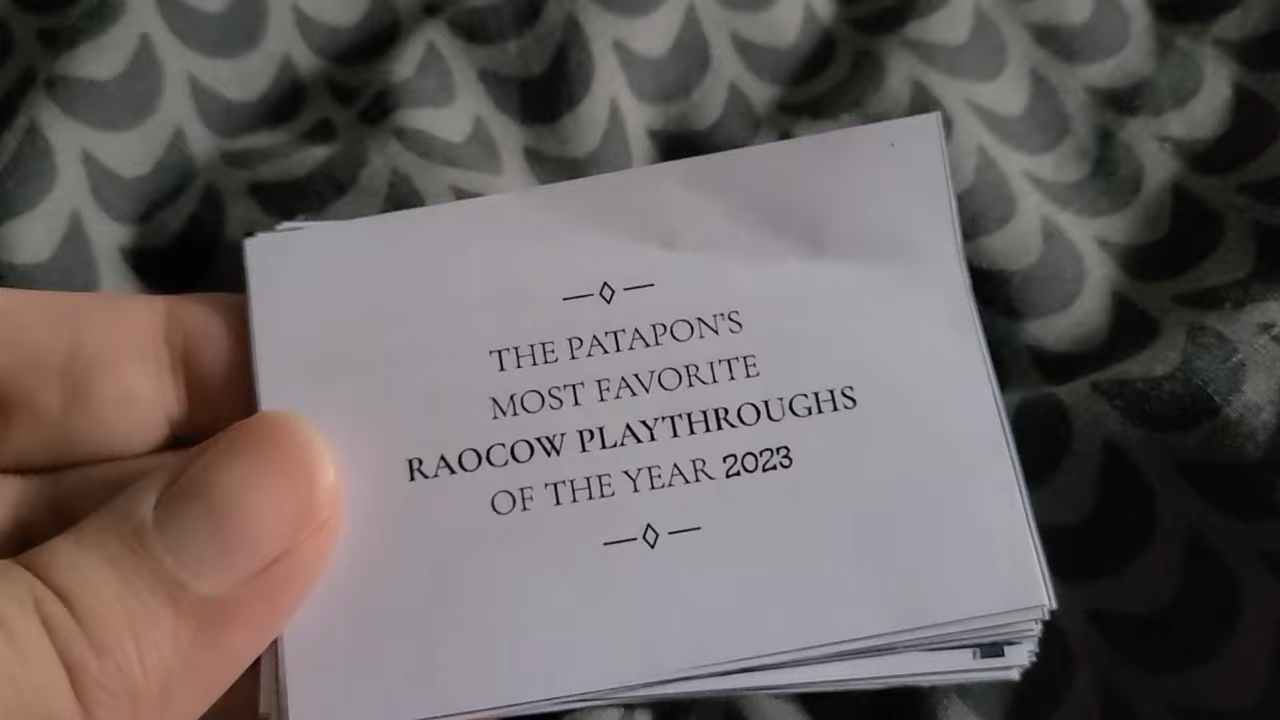 THE PATAPON'S
MOST FAVORITE
RAOCOW PLAYTHROUGHS
OF THE YEAR 2023